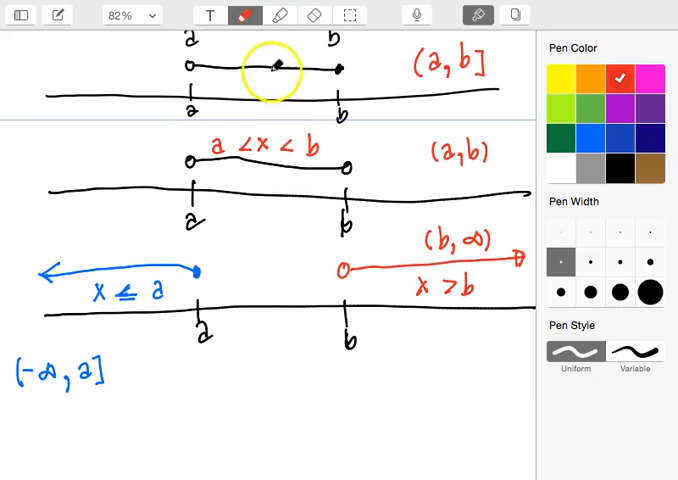 82% T
a b
(a, b]
a b
a < x < b (a, b)
a b
(b, ∞)
x ≤ a x > b
a b
(-∞, a]
Pen Color
Pen Width
Pen Style
Uniform Variable